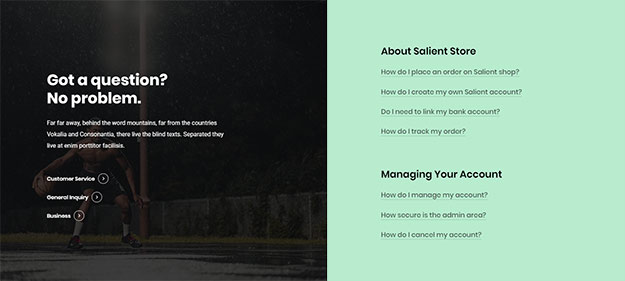 Got a question?
No problem.
Far far away, behind the word mountains, far from the countries
Vokalia and Consonantia, there live the blind texts. Separated they
live at enim porttitor facilisis.
Customer Service
General Inquiry
Business
About Salient Store
How do I place an order on Salient shop?
How do I create my own Salient account?
Do I need to link my bank account?
How do I track my order?
Managing Your Account
How do I manage my account?
How secure is the admin area?
How do I cancel my account?